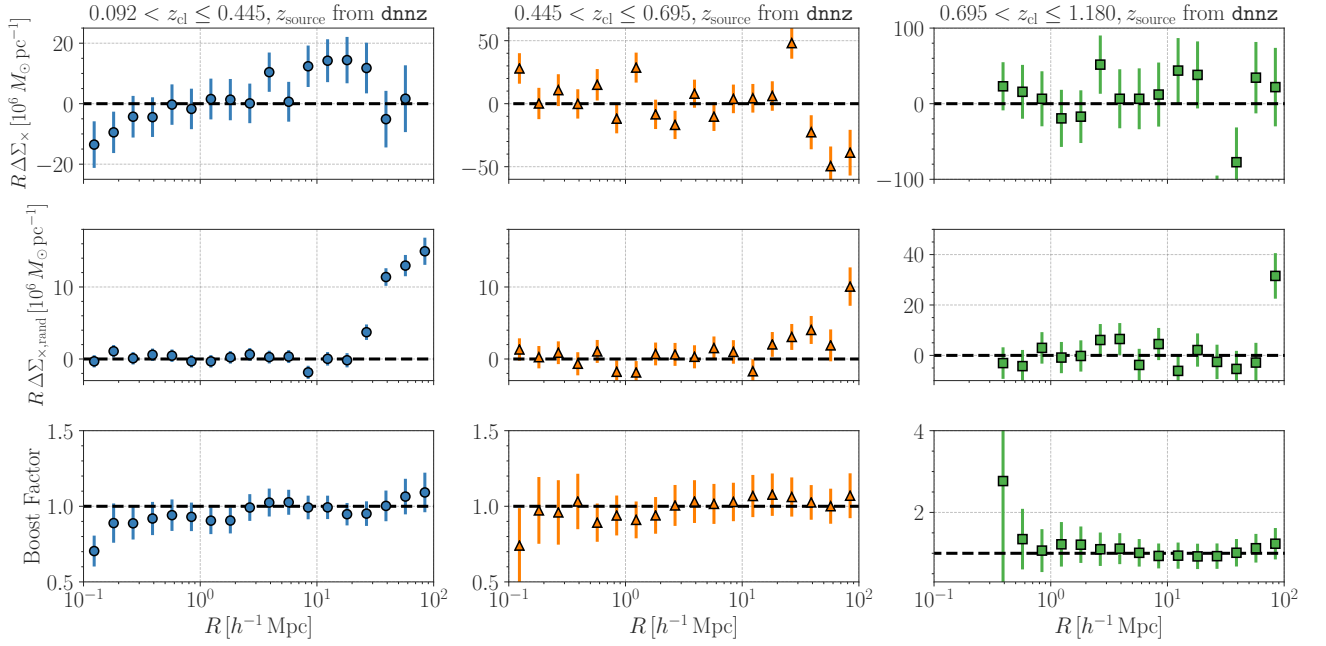 0.092 < z_cl ≤ 0.445, z_source from dnnz
0.445 < z_cl ≤ 0.695, z_source from dnnz
0.695 < z_cl ≤ 1.180, z_source from dnnz
R ΔΣ_× [10^6 M_⊙ pc^−1]
20
0
−20
50
0
−50
100
0
−100
R ΔΣ_×,rand [10^6 M_⊙ pc^−1]
10
0
10
0
40
20
0
Boost Factor
1.5
1.0
0.5
1.5
1.0
0.5
4
2
10^−1 10^0 10^1 10^2
10^−1 10^0 10^1 10^2
10^−1 10^0 10^1 10^2
R [h^−1 Mpc]
R [h^−1 Mpc]
R [h^−1 Mpc]